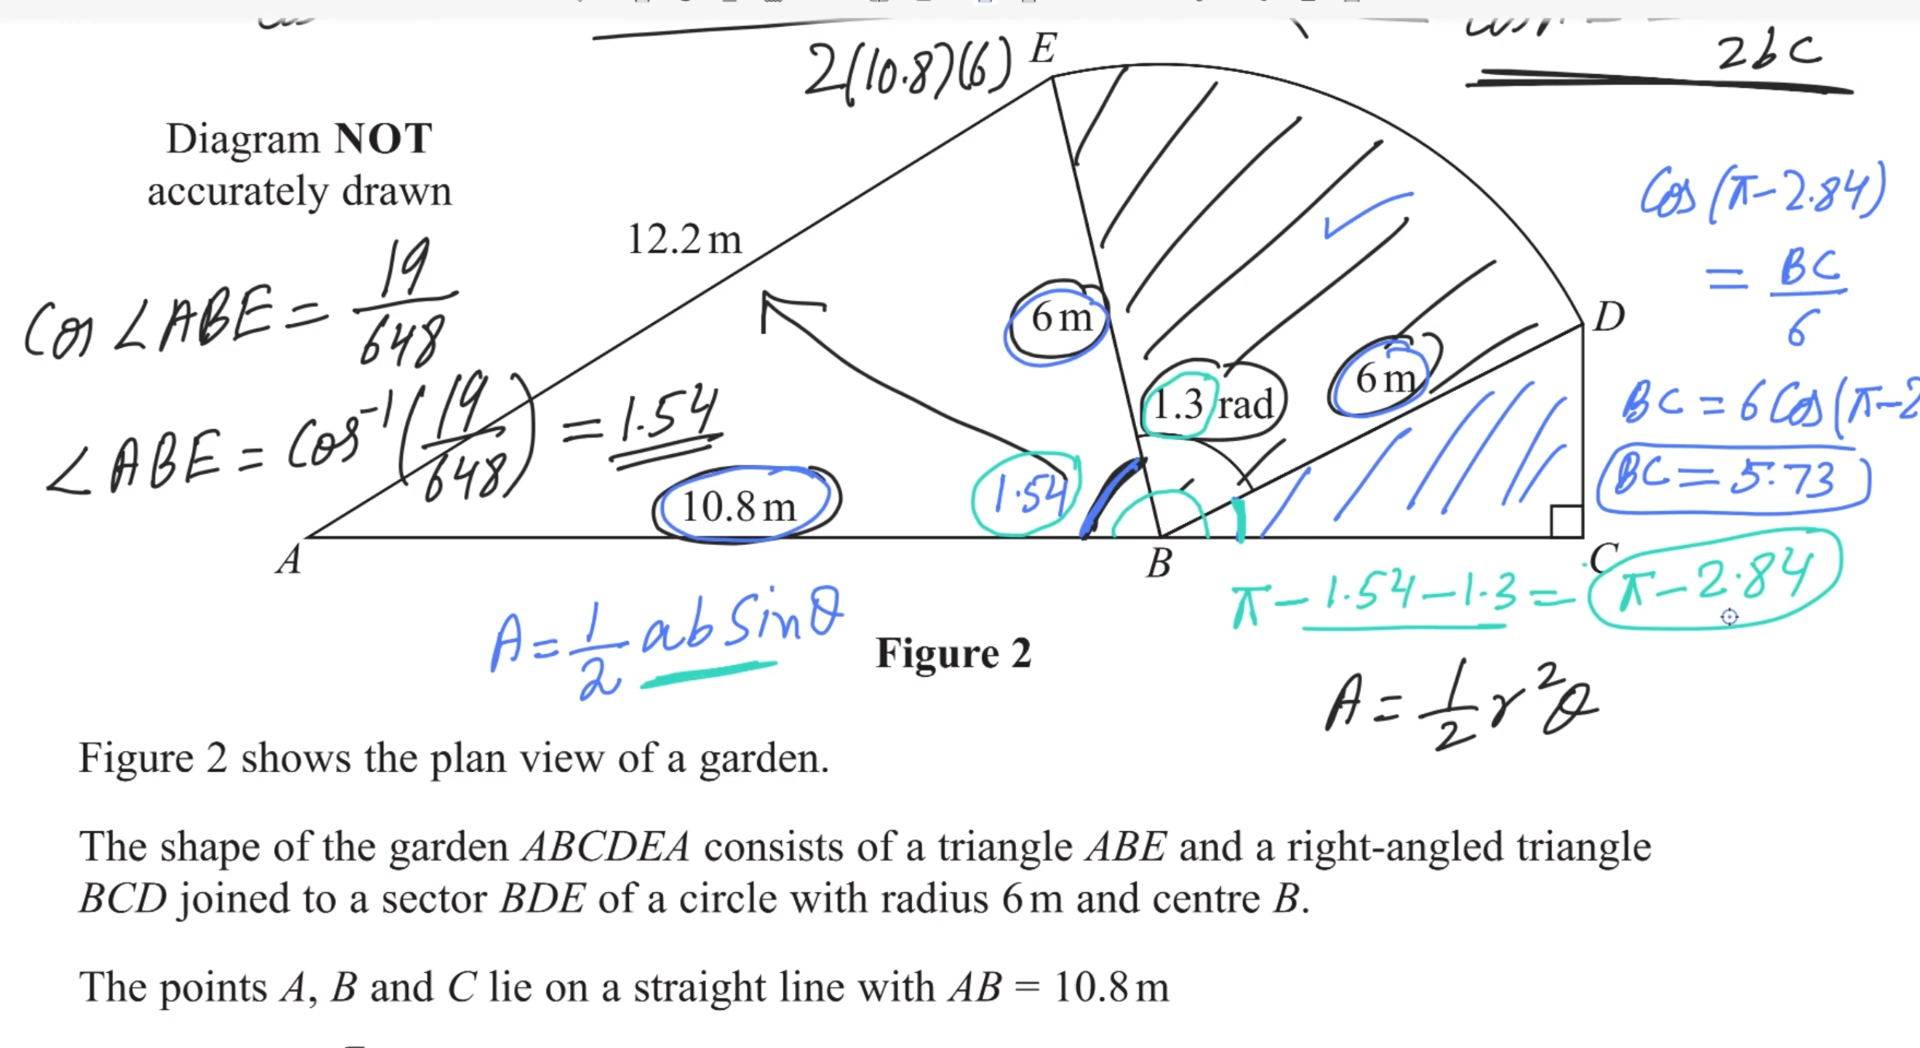 2bc
2(10.8)(6)
E
Diagram NOT
accurately drawn
12.2 m
Cos (π-2.84)
= BC/6
Cos ∠ABE = 19/648
6 m
D
6 m
1.3 rad
BC = 6 Cos (π-2
∠ABE = Cos⁻¹(19/648) = 1.54
BC = 5.73
10.8 m
1.54
A
B
C
π-1.54-1.3 = π-2.84
A = 1/2 ab Sinθ
Figure 2
A = 1/2 r²θ
Figure 2 shows the plan view of a garden.
The shape of the garden ABCDEA consists of a triangle ABE and a right-angled triangle
BCD joined to a sector BDE of a circle with radius 6 m and centre B.
The points A, B and C lie on a straight line with AB = 10.8 m